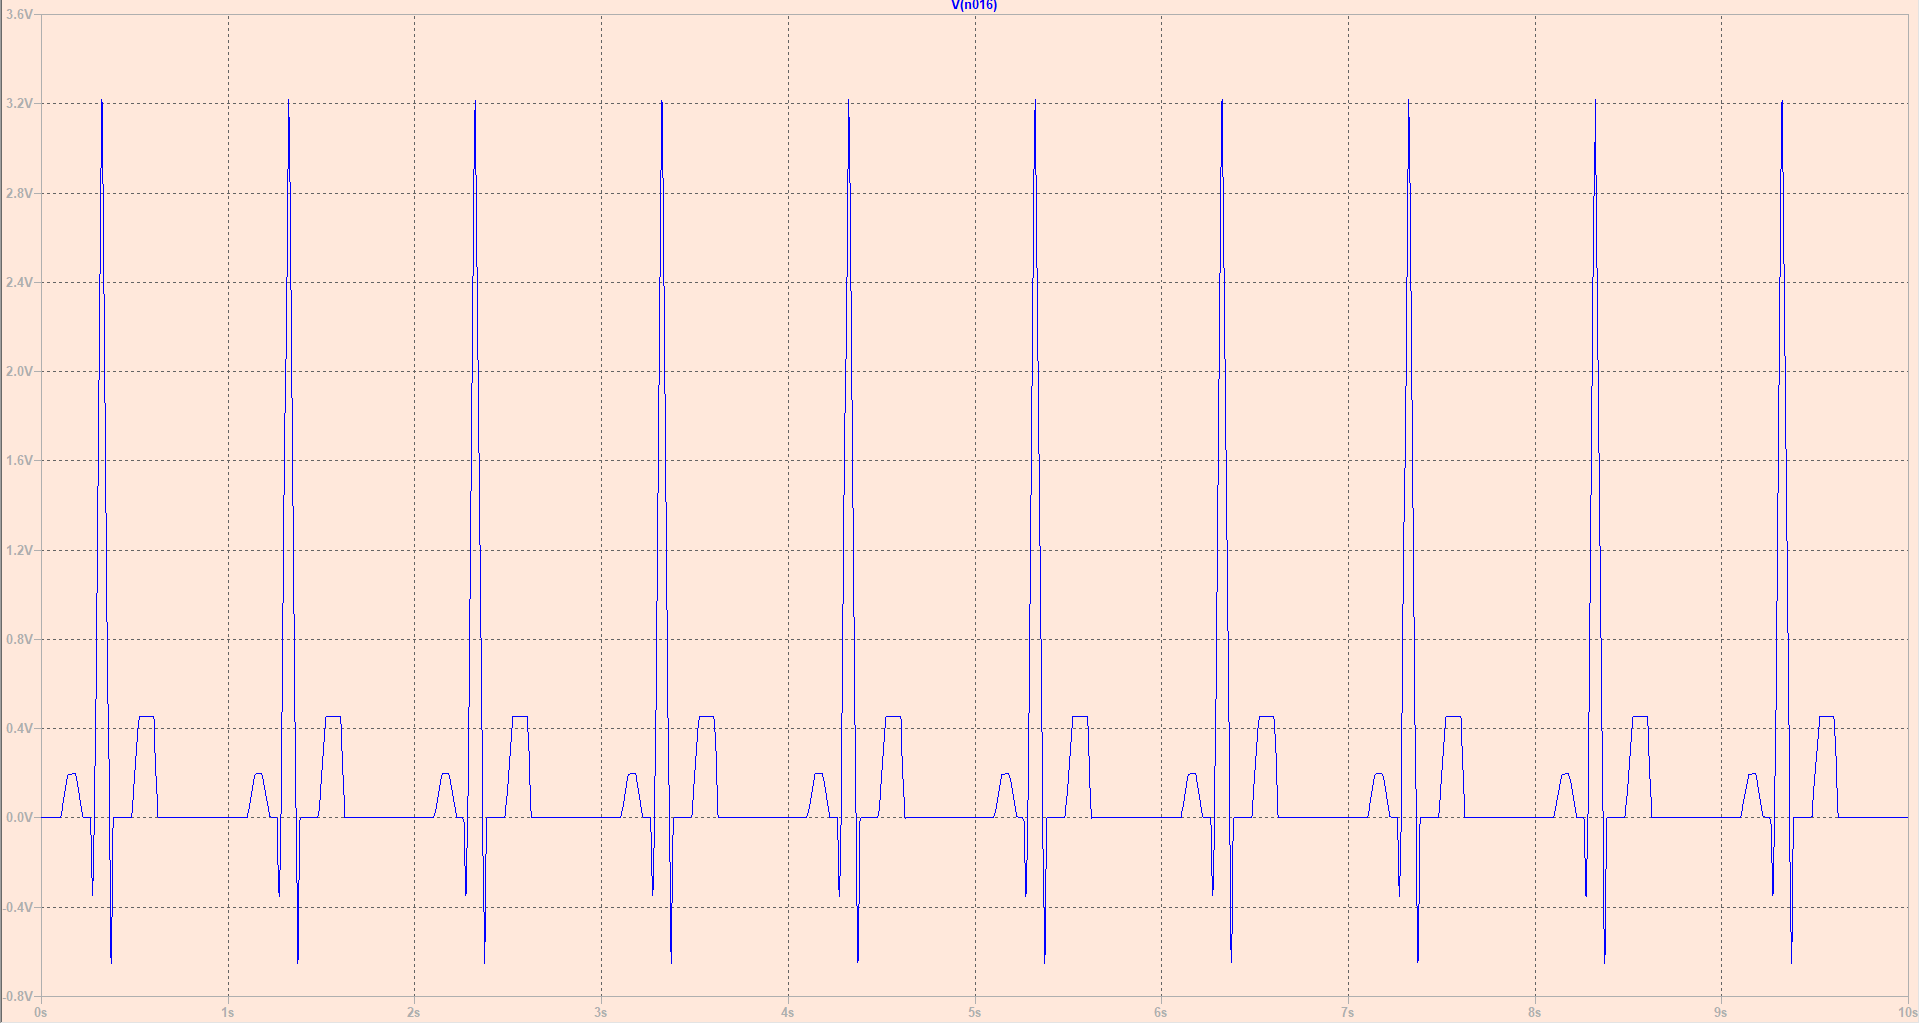 V(n016)
3.6V
3.2V
2.8V
2.4V
2.0V
1.6V
1.2V
0.8V
0.4V
0.0V
-0.4V
-0.8V
0s 1s 2s 3s 4s 5s 6s 7s 8s 9s 10s